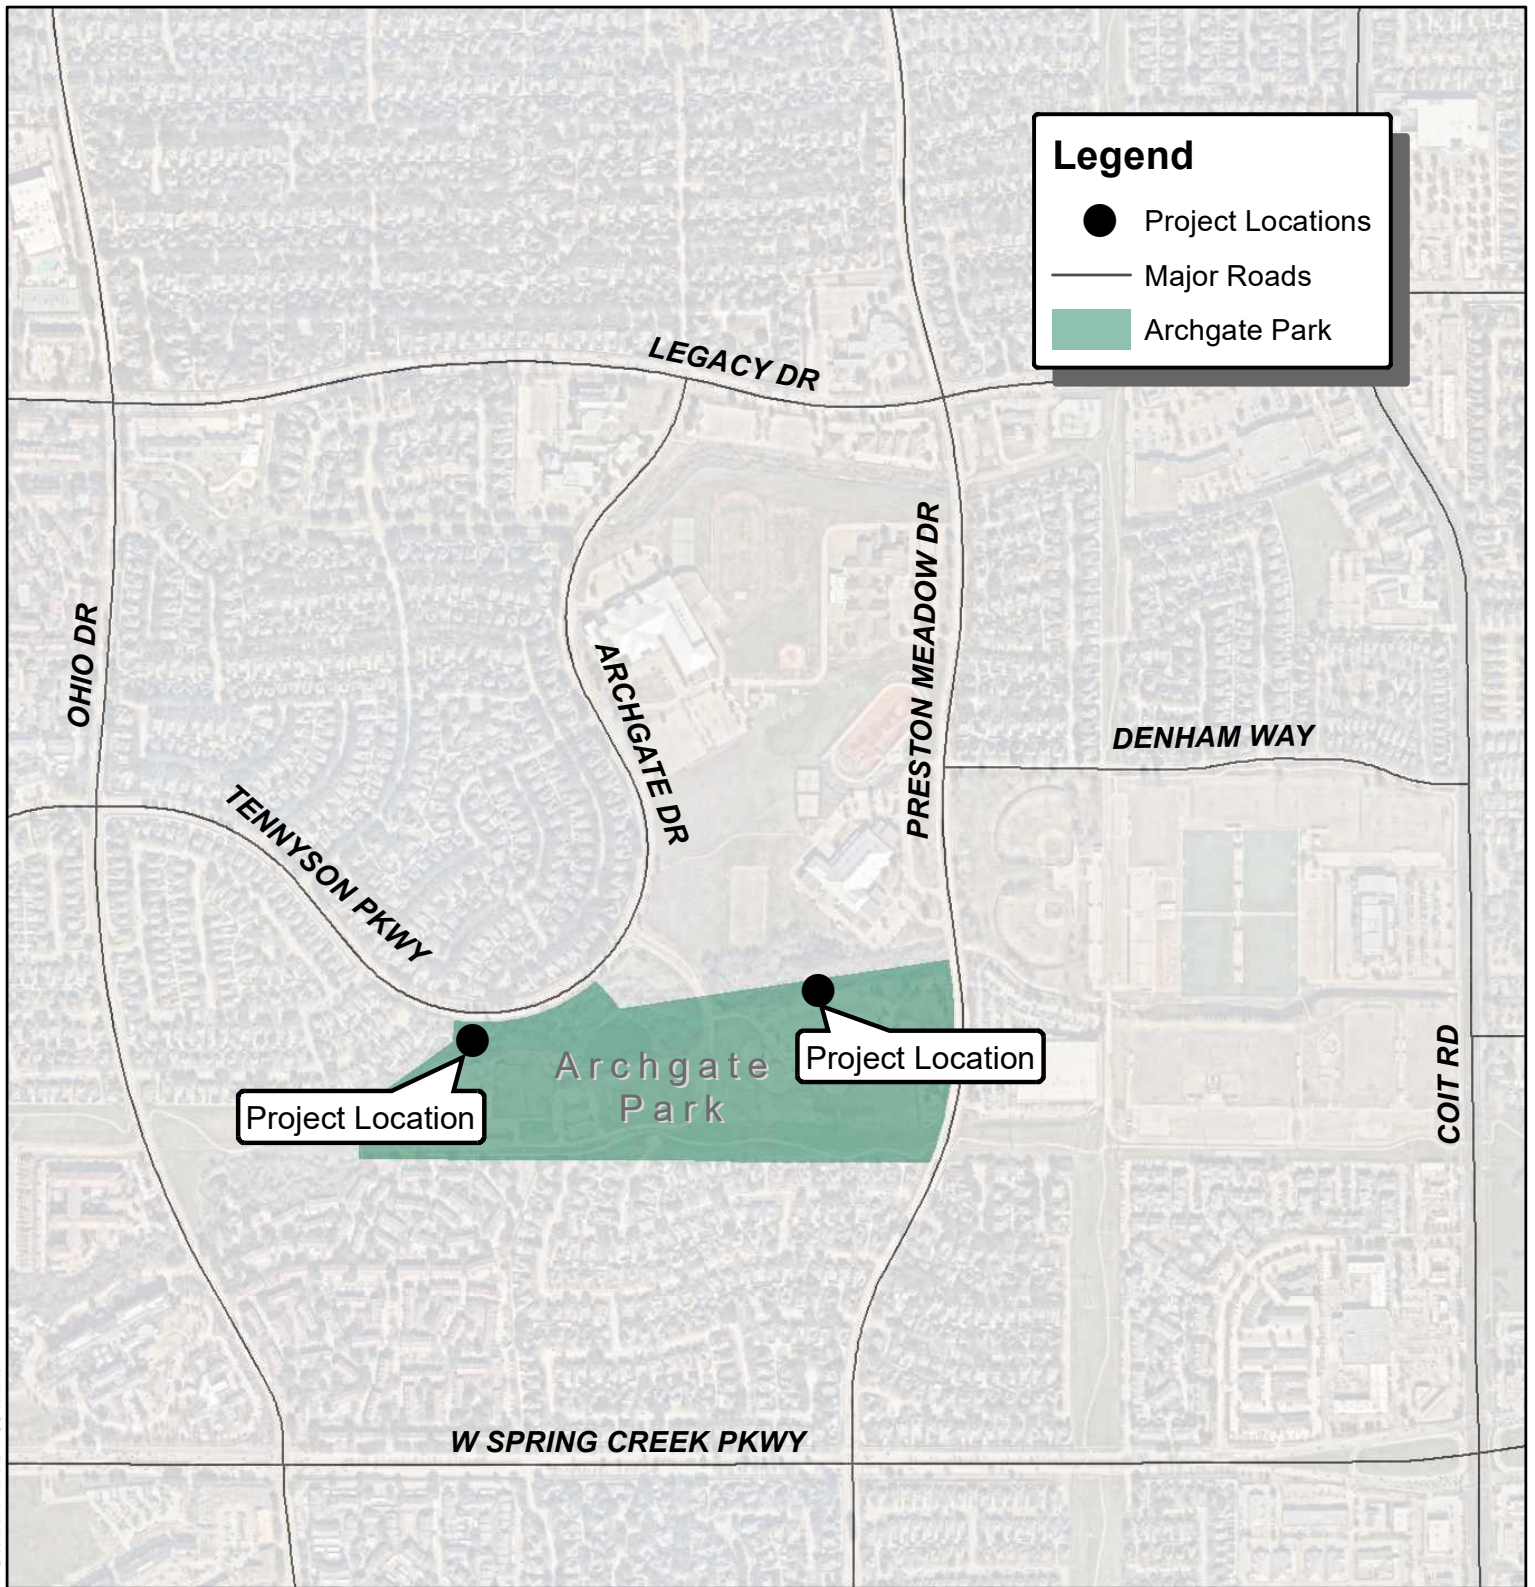 Legend
Project Locations
Major Roads
Archgate Park
LEGACY DR
PRESTON MEADOW DR
OHIO DR
ARCHGATE DR
DENHAM WAY
TENNYSON PKWY
Project Location
Archgate
Park
Project Location
COIT RD
W SPRING CREEK PKWY